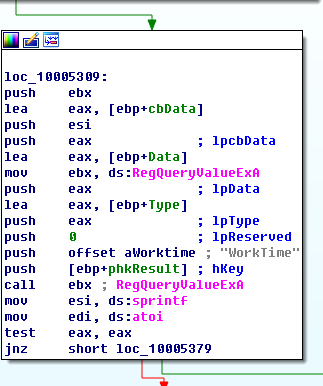 loc_10005309:
push ebx
lea eax, [ebp+cbData]
push esi
push eax ; lpcbData
lea eax, [ebp+Data]
mov ebx, ds:RegQueryValueExA
push eax ; lpData
lea eax, [ebp+Type]
push eax ; lpType
push 0 ; lpReserved
push offset aWorktime ; "WorkTime"
push [ebp+phkResult] ; hKey
call ebx ; RegQueryValueExA
mov esi, ds:sprintf
mov edi, ds:atoi
test eax, eax
jnz short loc_10005379